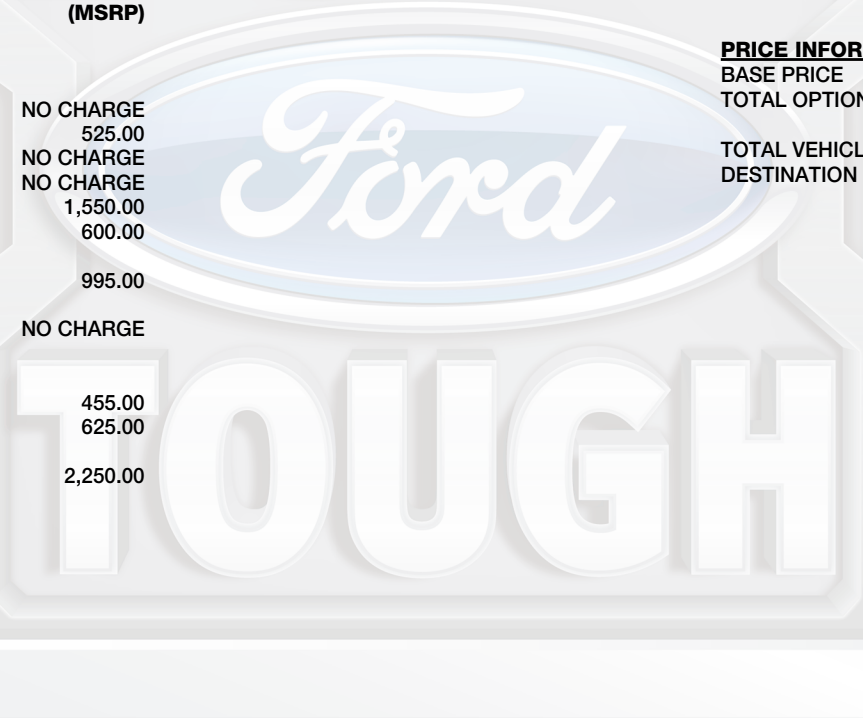 (MSRP)
NO CHARGE
525.00
NO CHARGE
NO CHARGE
1,550.00
600.00
995.00
NO CHARGE
455.00
625.00
2,250.00
PRICE INFOR
BASE PRICE
TOTAL OPTION
TOTAL VEHICL
DESTINATION
Ford
TOUGH